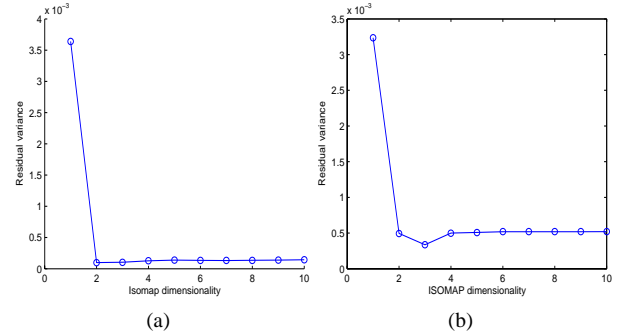 x 10⁻³
4
3.5
3
2.5
2
1.5
1
0.5
0
0 2 4 6 8 10
Residual variance
Isomap dimensionality
(a)
x 10⁻³
3.5
3
2.5
2
1.5
1
0.5
0
0 2 4 6 8 10
Residual variance
ISOMAP dimensionality
(b)